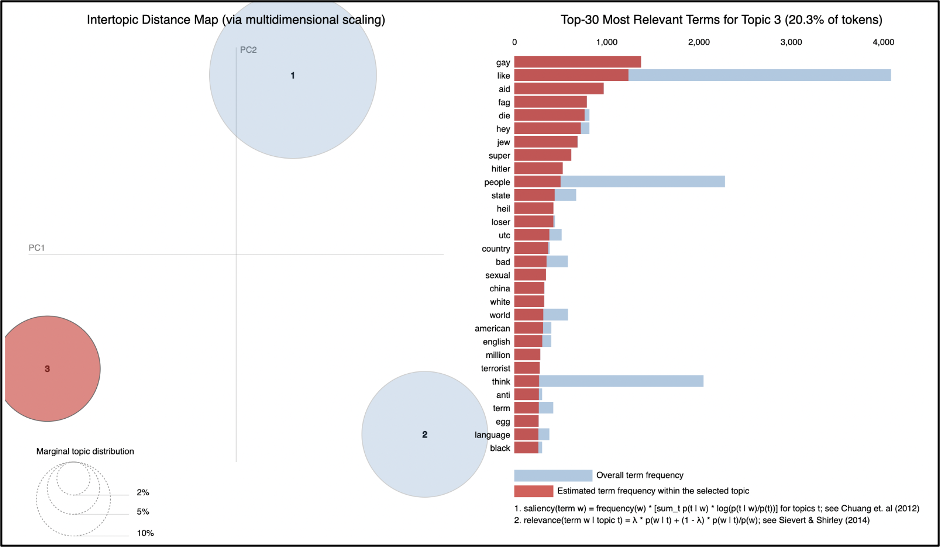 Intertopic Distance Map (via multidimensional scaling)
PC2
PC1
1
2
3
Marginal topic distribution
2%
5%
10%
Top-30 Most Relevant Terms for Topic 3 (20.3% of tokens)
0 1,000 2,000 3,000 4,000
gay
like
aid
fag
die
hey
jew
super
hitler
people
state
heil
loser
utc
country
bad
sexual
china
white
world
american
english
million
terrorist
think
anti
term
egg
language
black
Overall term frequency
Estimated term frequency within the selected topic
1. saliency(term w) = frequency(w) * [sum_t p(t | w) * log(p(t | w)/p(t))] for topics t; see Chuang et. al (2012)
2. relevance(term w | topic t) = λ * p(w | t) + (1 - λ) * p(w | t)/p(w); see Sievert & Shirley (2014)